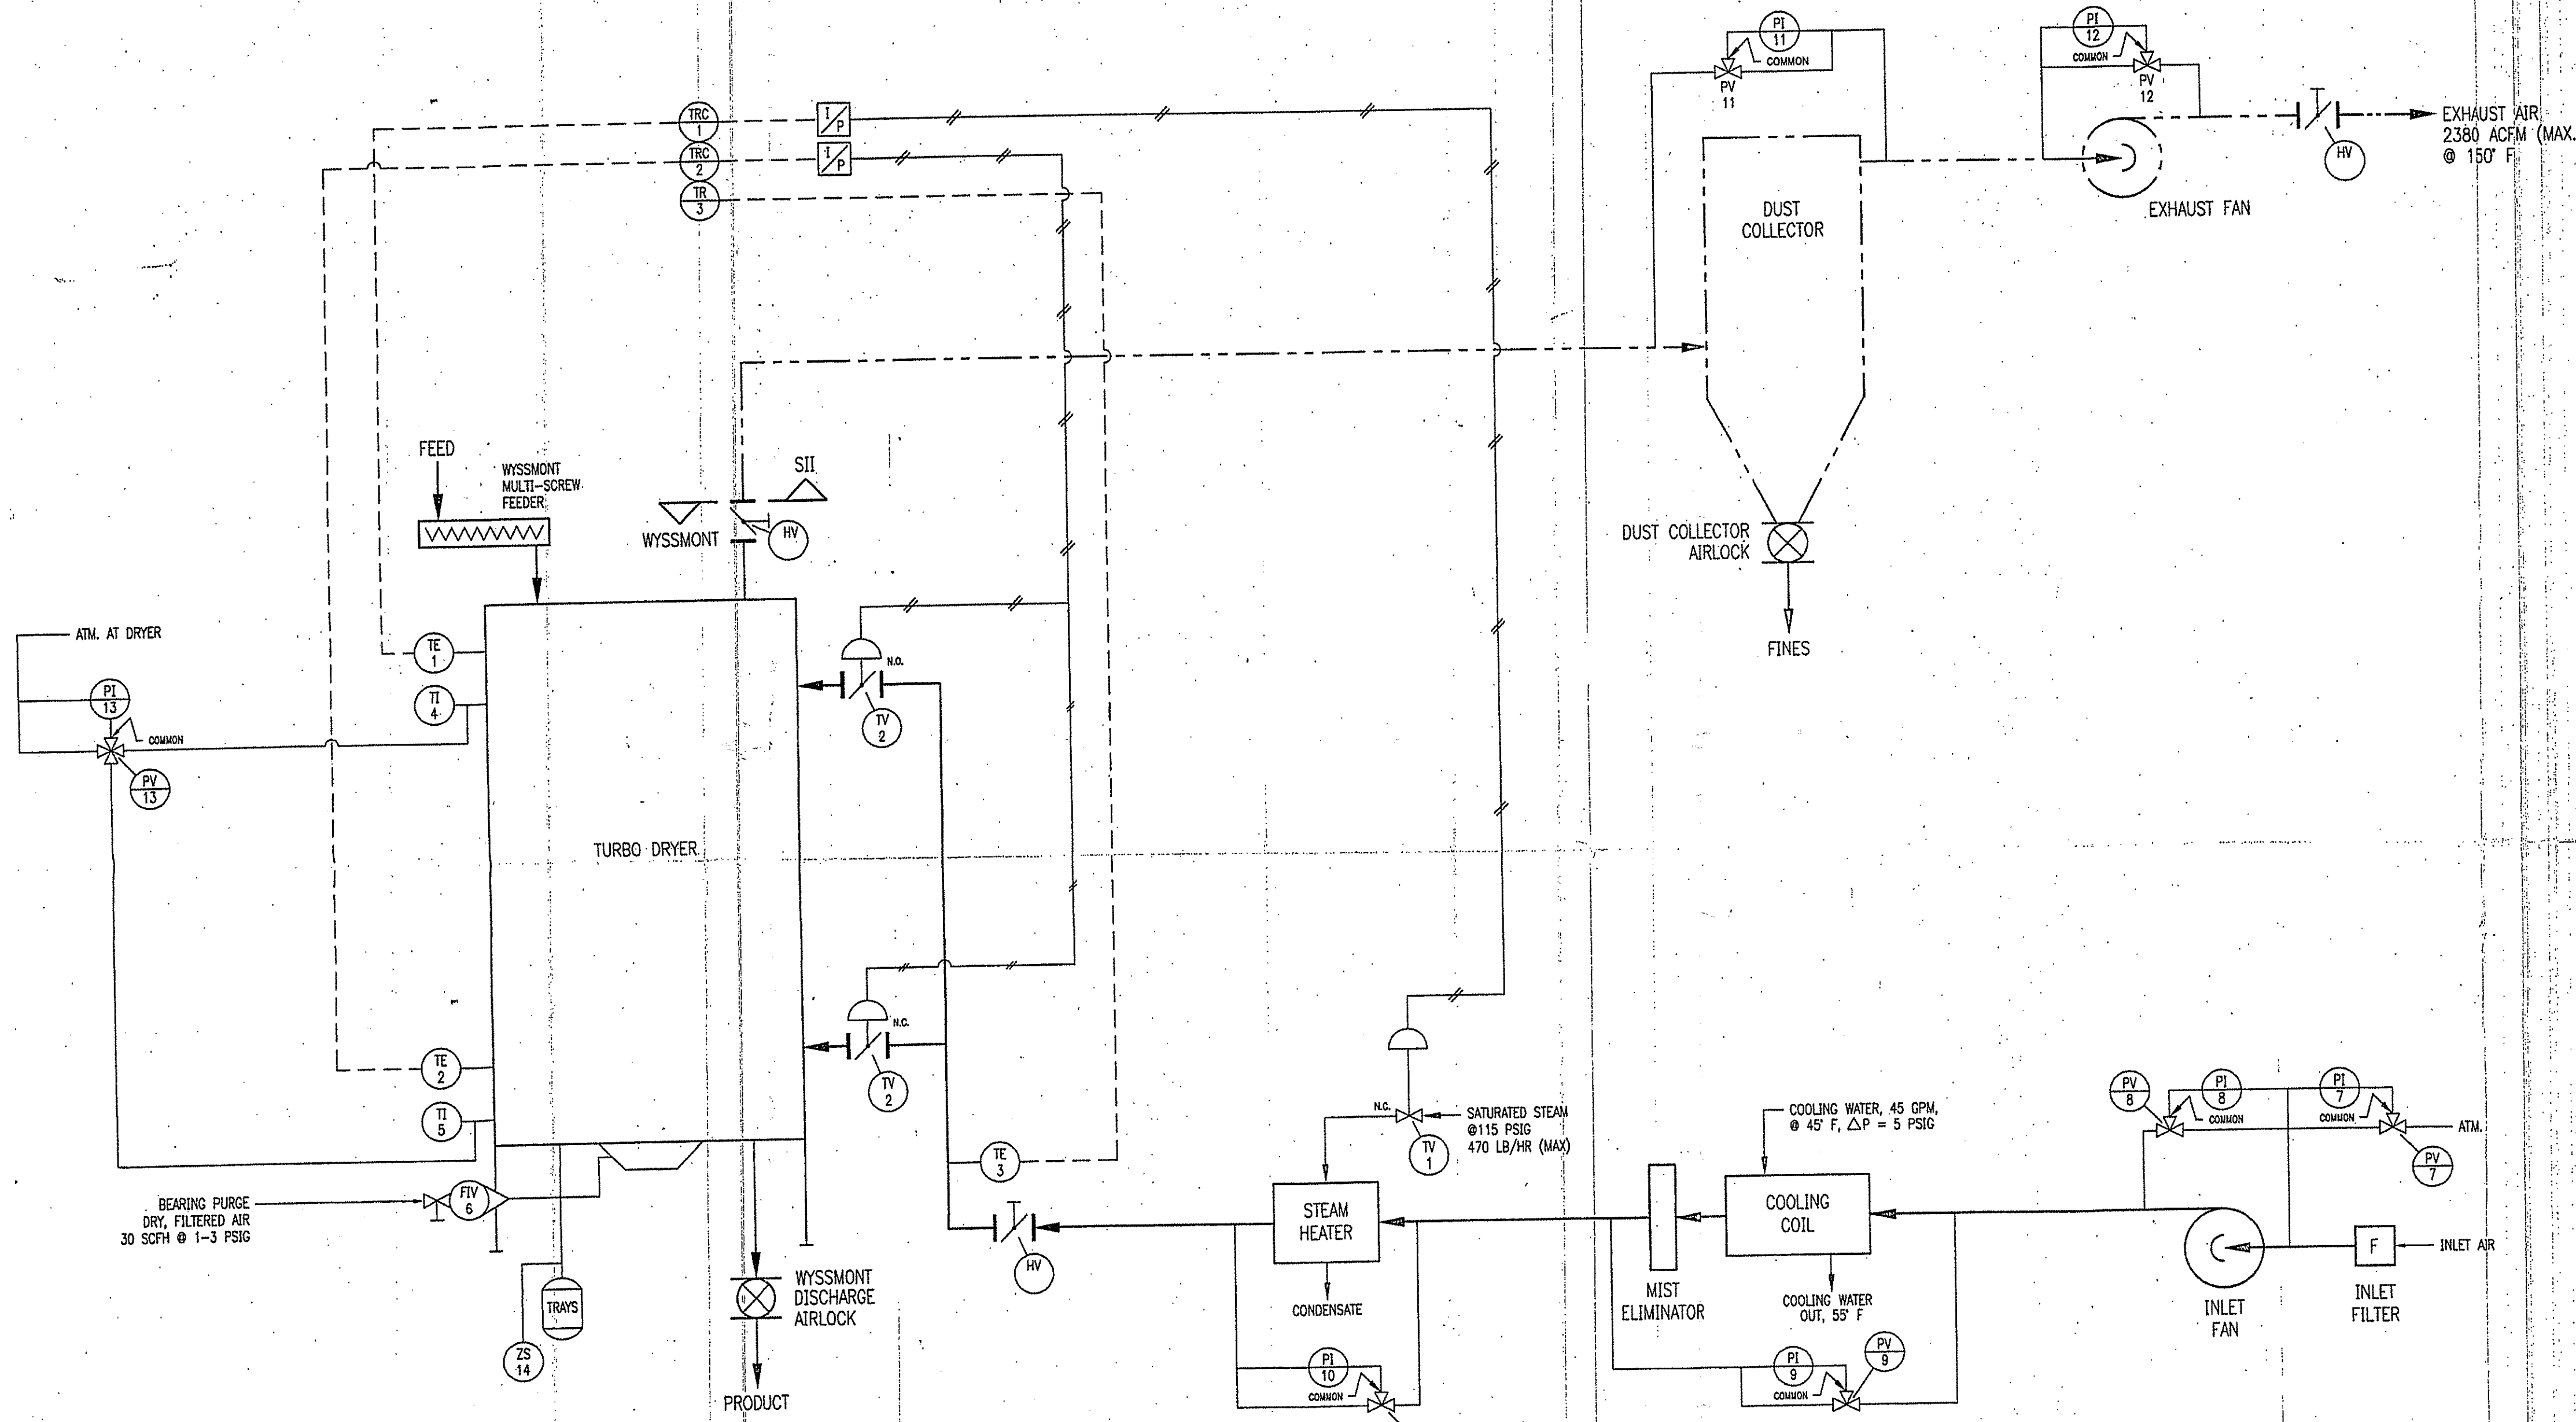 PI
11
COMMON
PV
11
PI
12
COMMON
PV
12
EXHAUST AIR
2380 ACFM (MAX.
@ 150° F
HV
EXHAUST FAN
TRC
1
I/P
TRC
2
I/P
TR
3
DUST
COLLECTOR
FEED
WYSSMONT
MULTI-SCREW
FEEDER
SII
WYSSMONT
HV
DUST COLLECTOR
AIRLOCK
FINES
ATM. AT DRYER
TE
1
TI
4
PI
13
COMMON
PV
13
N.O.
TV
2
TURBO DRYER
TE
2
TI
5
N.C.
TV
2
TE
3
N.C.
SATURATED STEAM
@115 PSIG
470 LB/HR (MAX)
TV
1
COOLING WATER, 45 GPM,
@ 45° F, △P = 5 PSIG
PV
8
PI
8
COMMON
PI
7
COMMON
ATM.
PV
7
BEARING PURGE
DRY, FILTERED AIR
30 SCFH @ 1-3 PSIG
FIV
6
HV
STEAM
HEATER
CONDENSATE
MIST
ELIMINATOR
COOLING
COIL
COOLING WATER
OUT, 55° F
F
INLET AIR
INLET
FAN
INLET
FILTER
TRAYS
ZS
14
WYSSMONT
DISCHARGE
AIRLOCK
PRODUCT
PI
10
COMMON
PI
9
COMMON
PV
9